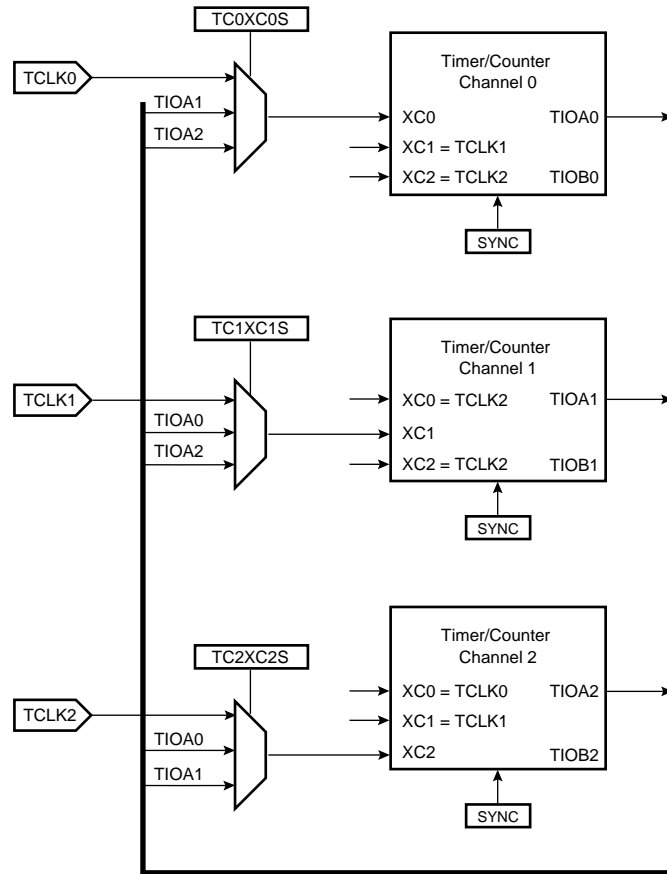 TC0XC0S
TCLK0
TIOA1
TIOA2
Timer/Counter
Channel 0
XC0
TIOA0
XC1 = TCLK1
XC2 = TCLK2
TIOB0
SYNC
TC1XC1S
TCLK1
TIOA0
TIOA2
Timer/Counter
Channel 1
XC0 = TCLK2
TIOA1
XC1
XC2 = TCLK2
TIOB1
SYNC
TC2XC2S
TCLK2
TIOA0
TIOA1
Timer/Counter
Channel 2
XC0 = TCLK0
TIOA2
XC1 = TCLK1
XC2
TIOB2
SYNC